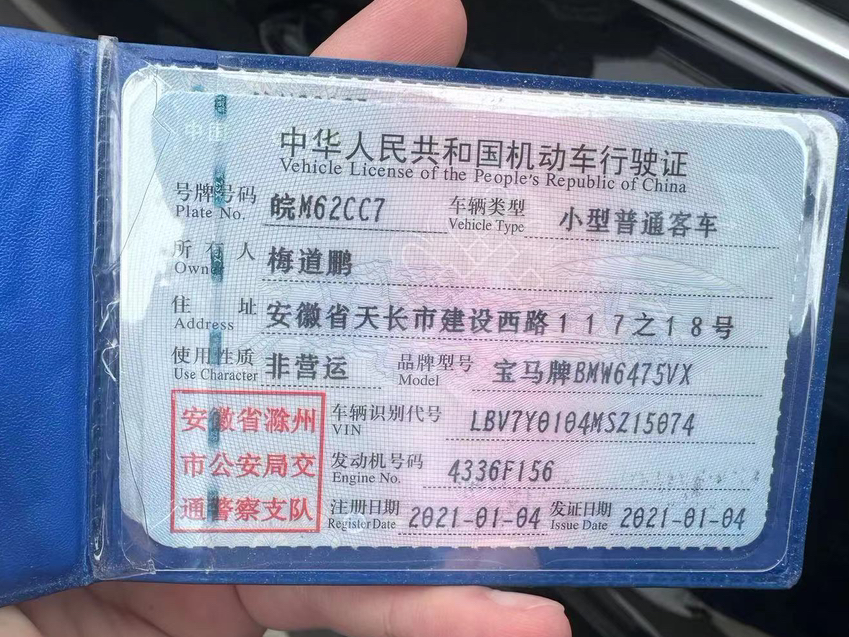 中华人民共和国机动车行驶证
Vehicle License of the People's Republic of China
号牌号码 皖M62CC7 车辆类型 小型普通客车
Plate No. Vehicle Type
所有人 梅道鹏
Owner
住址 安徽省天长市建设西路117之18号
Address
使用性质 非营运 品牌型号 宝马牌BMW6475VX
Use Character Model
安徽省滁州 车辆识别代号 LBV7Y0104MSZ15074
VIN
市公安局交 发动机号码 4336F156
Engine No.
通警察支队 注册日期 2021-01-04 发证日期 2021-01-04
Register Date Issue Date